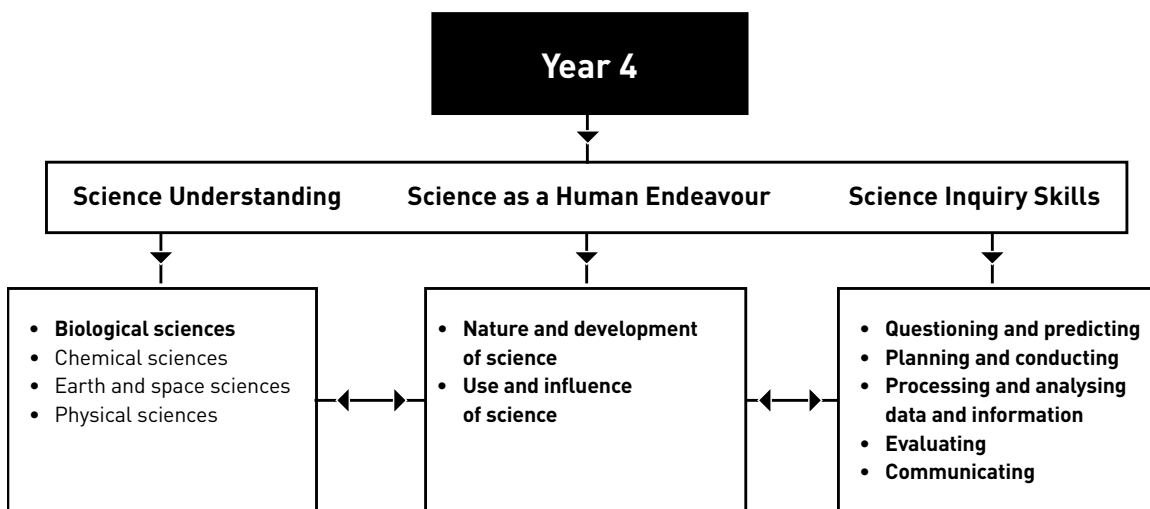 Year 4
Science Understanding
Science as a Human Endeavour
Science Inquiry Skills
• Biological sciences
• Chemical sciences
• Earth and space sciences
• Physical sciences
• Nature and development
of science
• Use and influence
of science
• Questioning and predicting
• Planning and conducting
• Processing and analysing
data and information
• Evaluating
• Communicating